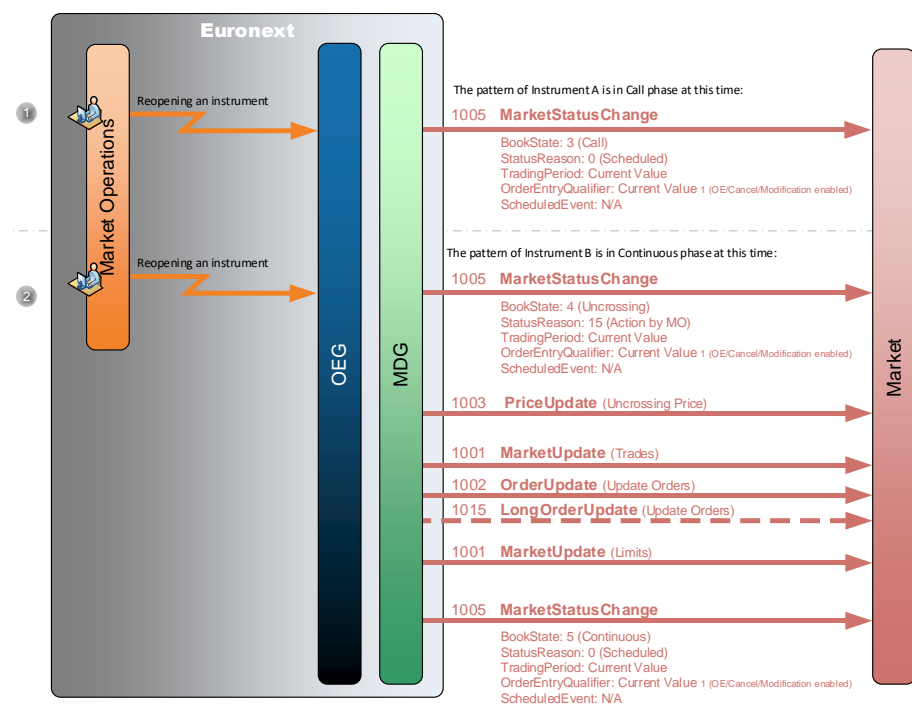 Euronext
Market Operations
OEG
MDG
Market
1
Reopening an instrument
The pattern of Instrument A is in Call phase at this time:
1005 MarketStatusChange
BookState: 3 (Call)
StatusReason: 0 (Scheduled)
TradingPeriod: Current Value
OrderEntryQualifier: Current Value 1 (OE/Cancel/Modification enabled)
ScheduledEvent: N/A
2
Reopening an instrument
The pattern of Instrument B is in Continuous phase at this time:
1005 MarketStatusChange
BookState: 4 (Uncrossing)
StatusReason: 15 (Action by MO)
TradingPeriod: Current Value
OrderEntryQualifier: Current Value 1 (OE/Cancel/Modification enabled)
ScheduledEvent: N/A
1003 PriceUpdate (Uncrossing Price)
1001 MarketUpdate (Trades)
1002 OrderUpdate (Update Orders)
1015 LongOrderUpdate (Update Orders)
1001 MarketUpdate (Limits)
1005 MarketStatusChange
BookState: 5 (Continuous)
StatusReason: 0 (Scheduled)
TradingPeriod: Current Value
OrderEntryQualifier: Current Value 1 (OE/Cancel/Modification enabled)
ScheduledEvent: N/A